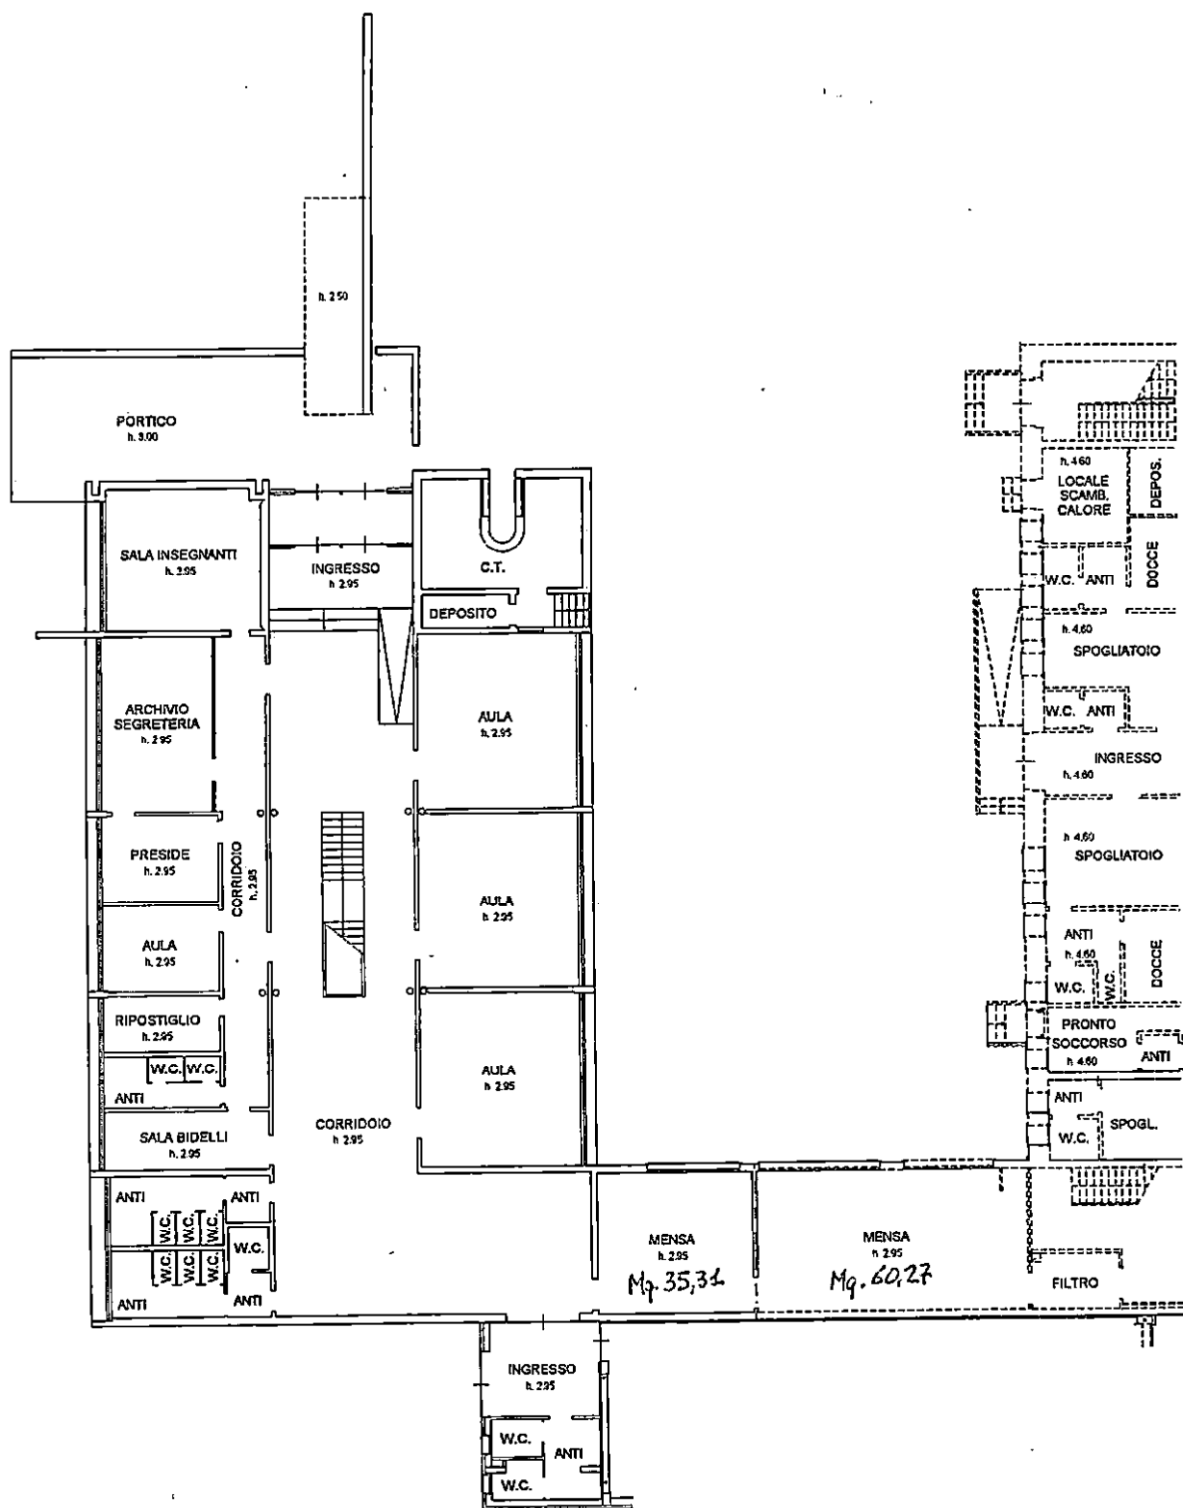 h. 2.50
PORTICO
h. 3.00
SALA INSEGNANTI
h. 2.95
INGRESSO
h 2.95
C.T.
DEPOSITO
ARCHIVIO
SEGRETERIA
h. 2.95
AULA
h. 2.95
CORRIDOIO
h. 2.95
PRESIDE
h. 2.95
AULA
h 2.95
AULA
h. 2.95
RIPOSTIGLIO
h. 2.95
W.C.
W.C.
ANTI
AULA
h 2.95
SALA BIDELLI
h. 2.95
CORRIDOIO
h 2.95
ANTI
ANTI
W.C.
W.C.
W.C.
W.C.
W.C.
W.C.
W.C.
ANTI
ANTI
MENSA
h 2.95
Mq. 35,31
MENSA
h 2.95
Mq. 60,27
INGRESSO
h. 2.95
W.C.
ANTI
W.C.
h. 4.60
LOCALE
SCAMB.
CALORE
DEPOS.
DOCCE
W.C.
ANTI
h. 4.60
SPOGLIATOIO
W.C.
ANTI
INGRESSO
h. 4.60
h 4.60
SPOGLIATOIO
ANTI
h. 4.60
W.C.
W.C.
DOCCE
PRONTO
SOCCORSO
h 4.60
ANTI
ANTI
W.C.
SPOGL.
FILTRO